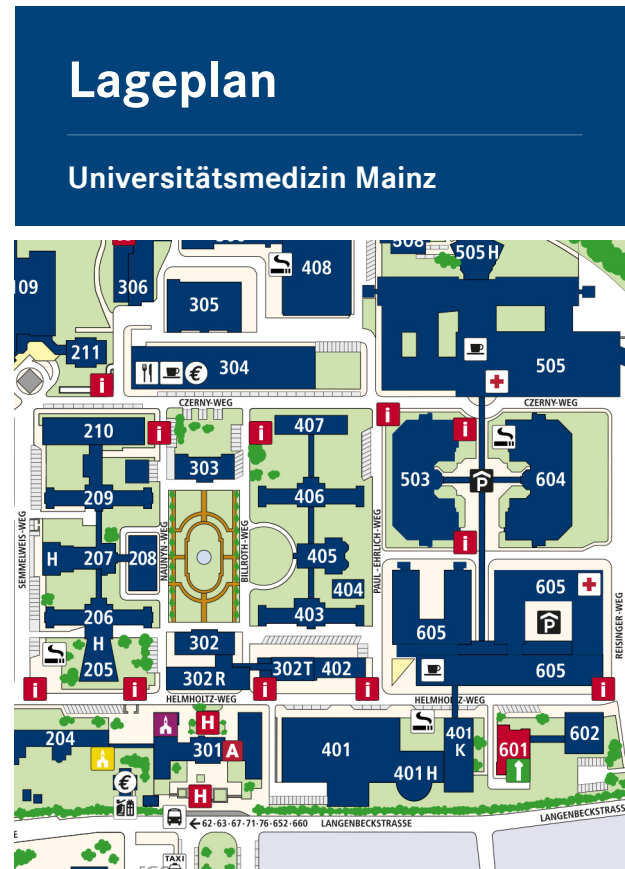 Lageplan
Universitätsmedizin Mainz
505 H
408
109
306
305
505
211
304
€
i
CZERNY-WEG
CZERNY-WEG
i
210
i
i
407
i
303
503
604
209
406
P
SEMMELWEIS-WEG
NAUNYN-WEG
BILLROTH-WEG
PAUL-EHRLICH-WEG
REISINGER-WEG
i
H
207
208
405
404
605
206
403
P
H
205
302
605
302T
402
302 R
605
i
i
i
i
i
HELMHOLTZ-WEG
HELMHOLTZ-WEG
H
204
301
A
401
401 K
601
602
401 H
€
H
62·63·67·71·76·652·660
LANGENBECKSTRASSE
LANGENBECKSTRASSE
E
TAXI